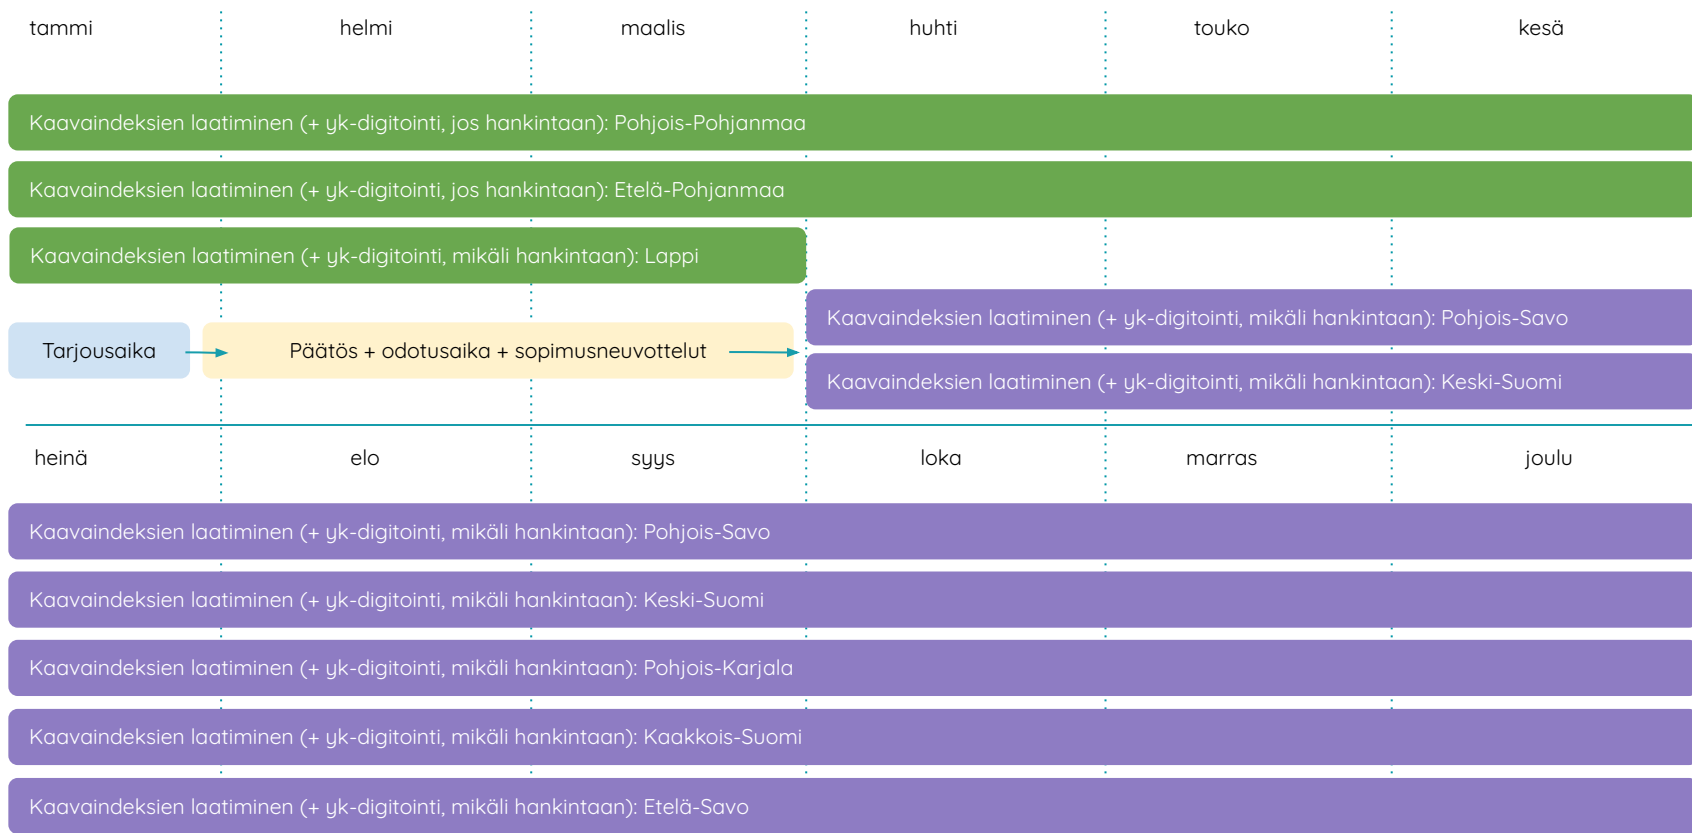 tammi helmi maalis huhti touko kesä
Kaavaindeksien laatiminen (+ yk-digitointi, jos hankintaan): Pohjois-Pohjanmaa
Kaavaindeksien laatiminen (+ yk-digitointi, jos hankintaan): Etelä-Pohjanmaa
Kaavaindeksien laatiminen (+ yk-digitointi, mikäli hankintaan): Lappi
Kaavaindeksien laatiminen (+ yk-digitointi, mikäli hankintaan): Pohjois-Savo
Tarjousaika Päätös + odotusaika + sopimusneuvottelut
Kaavaindeksien laatiminen (+ yk-digitointi, mikäli hankintaan): Keski-Suomi
heinä elo syys loka marras joulu
Kaavaindeksien laatiminen (+ yk-digitointi, mikäli hankintaan): Pohjois-Savo
Kaavaindeksien laatiminen (+ yk-digitointi, mikäli hankintaan): Keski-Suomi
Kaavaindeksien laatiminen (+ yk-digitointi, mikäli hankintaan): Pohjois-Karjala
Kaavaindeksien laatiminen (+ yk-digitointi, mikäli hankintaan): Kaakkois-Suomi
Kaavaindeksien laatiminen (+ yk-digitointi, mikäli hankintaan): Etelä-Savo